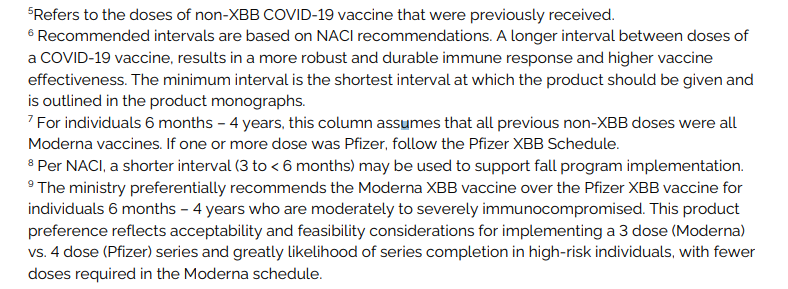 ⁵Refers to the doses of non-XBB COVID-19 vaccine that were previously received.
⁶ Recommended intervals are based on NACI recommendations. A longer interval between doses of
a COVID-19 vaccine, results in a more robust and durable immune response and higher vaccine
effectiveness. The minimum interval is the shortest interval at which the product should be given and
is outlined in the product monographs.
⁷ For individuals 6 months – 4 years, this column assumes that all previous non-XBB doses were all
Moderna vaccines. If one or more dose was Pfizer, follow the Pfizer XBB Schedule.
⁸ Per NACI, a shorter interval (3 to < 6 months) may be used to support fall program implementation.
⁹ The ministry preferentially recommends the Moderna XBB vaccine over the Pfizer XBB vaccine for
individuals 6 months – 4 years who are moderately to severely immunocompromised. This product
preference reflects acceptability and feasibility considerations for implementing a 3 dose (Moderna)
vs. 4 dose (Pfizer) series and greatly likelihood of series completion in high-risk individuals, with fewer
doses required in the Moderna schedule.